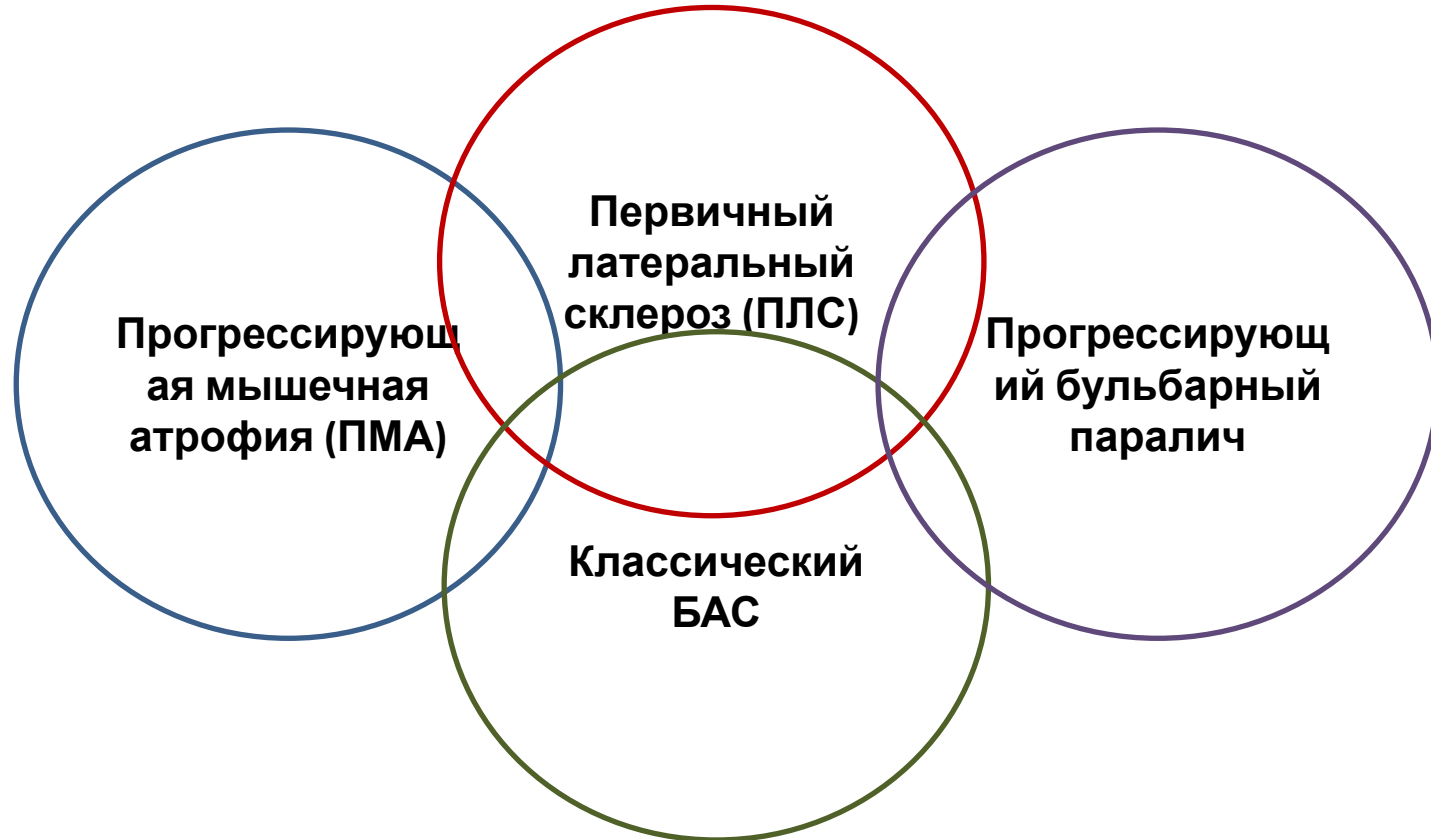 Первичный
латеральный
склероз (ПЛС)
Прогрессирующ
ая мышечная
атрофия (ПМА)
Прогрессирующ
ий бульбарный
паралич
Классический
БАС